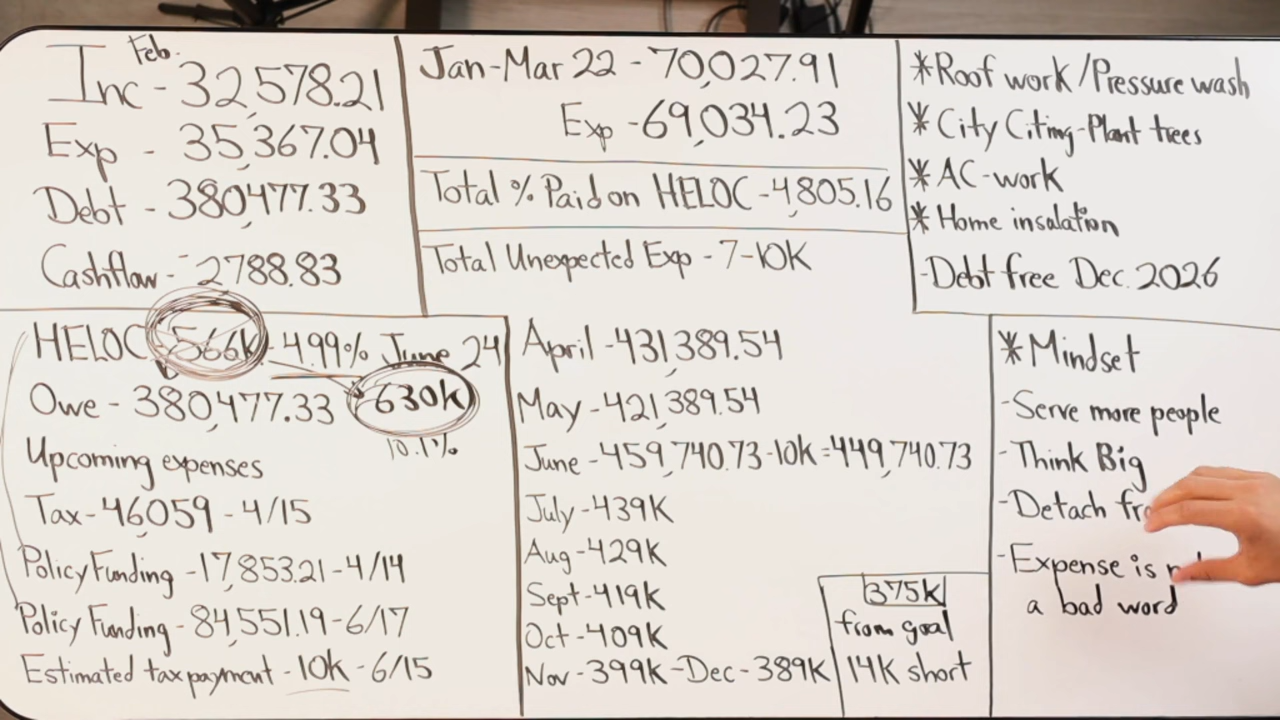 Feb.
Inc - 32,578.21
Exp - 35,367.04
Debt - 380,477.33
Cashflow - -2788.83
Jan-Mar 22 - 70,027.91
Exp - 69,034.23
Total % Paid on HELOC - 4,805.16
Total Unexpected Exp - 7-10K
*Roof work/Pressure wash
*City Citing-Plant trees
*AC-work
*Home insalation
-Debt free Dec. 2026
HELOC 566K - 4.99% June 24
Owe - 380,477.33 630K
10.1%
Upcoming expenses
Tax - 46,059 - 4/15
Policy Funding - 17,853.21 - 4/14
Policy Funding - 84,551.19 - 6/17
Estimated tax payment - 10K - 6/15
April - 431,389.54
May - 421,389.54
June - 459,740.73 - 10K = 449,740.73
July - 439K
Aug - 429K
Sept - 419K
Oct - 409K
Nov - 399K - Dec - 389K
375K
from goal
14K short
*Mindset
-Serve more people
-Think Big
-Detach
-Expense is
a bad word